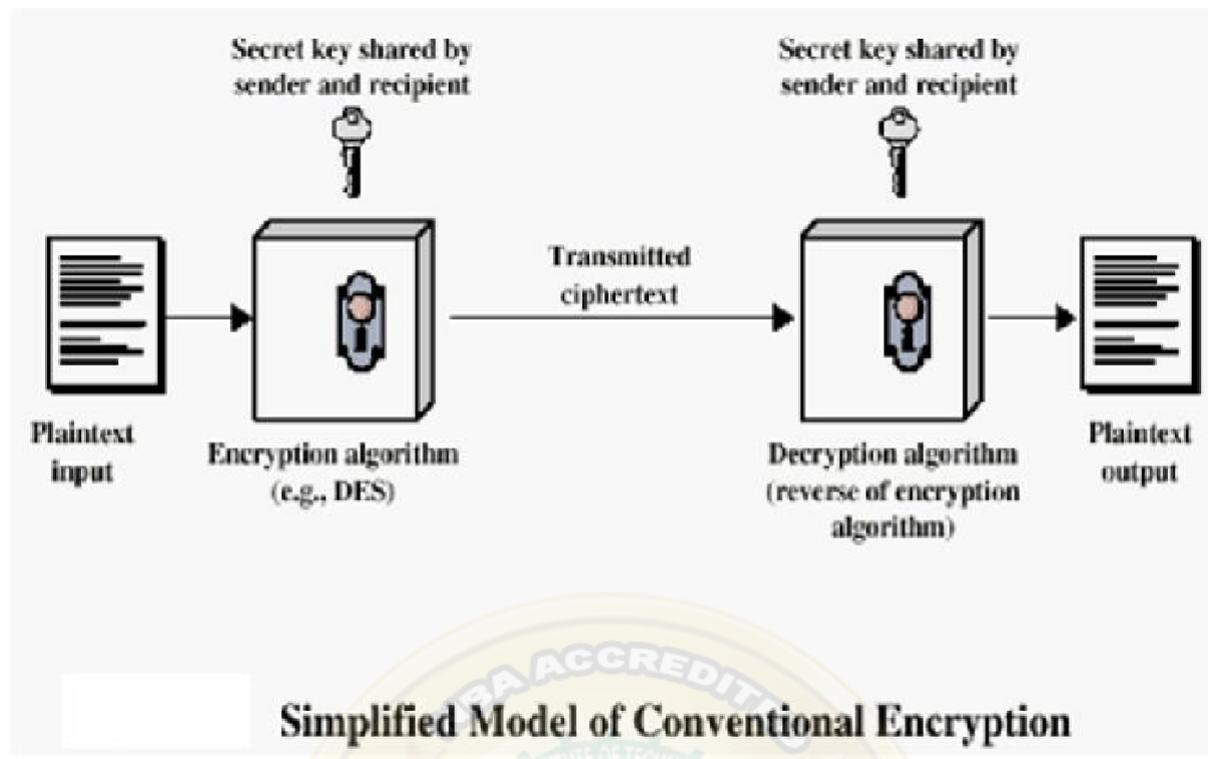 Secret key shared by
sender and recipient
Secret key shared by
sender and recipient
Transmitted
ciphertext
Plaintext
input
Encryption algorithm
(e.g., DES)
Decryption algorithm
(reverse of encryption
algorithm)
Plaintext
output
ACCREDIT
Simplified Model of Conventional Encryption